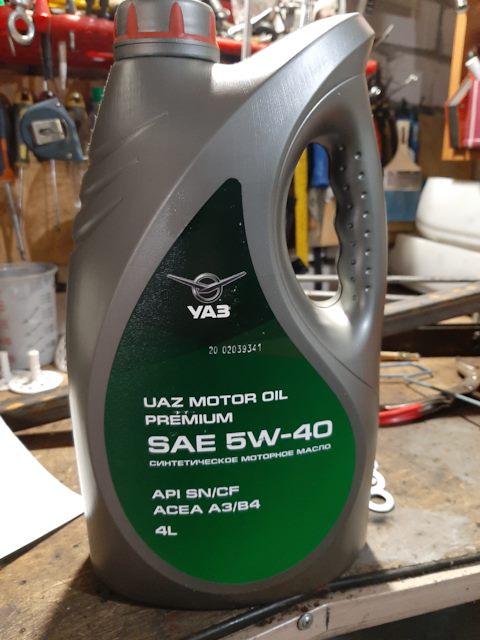 УАЗ
20 02039341
UAZ MOTOR OIL
PREMIUM
SAE 5W-40
СИНТЕТИЧЕСКОЕ МОТОРНОЕ МАСЛО
API SN/CF
ACEA A3/B4
4L